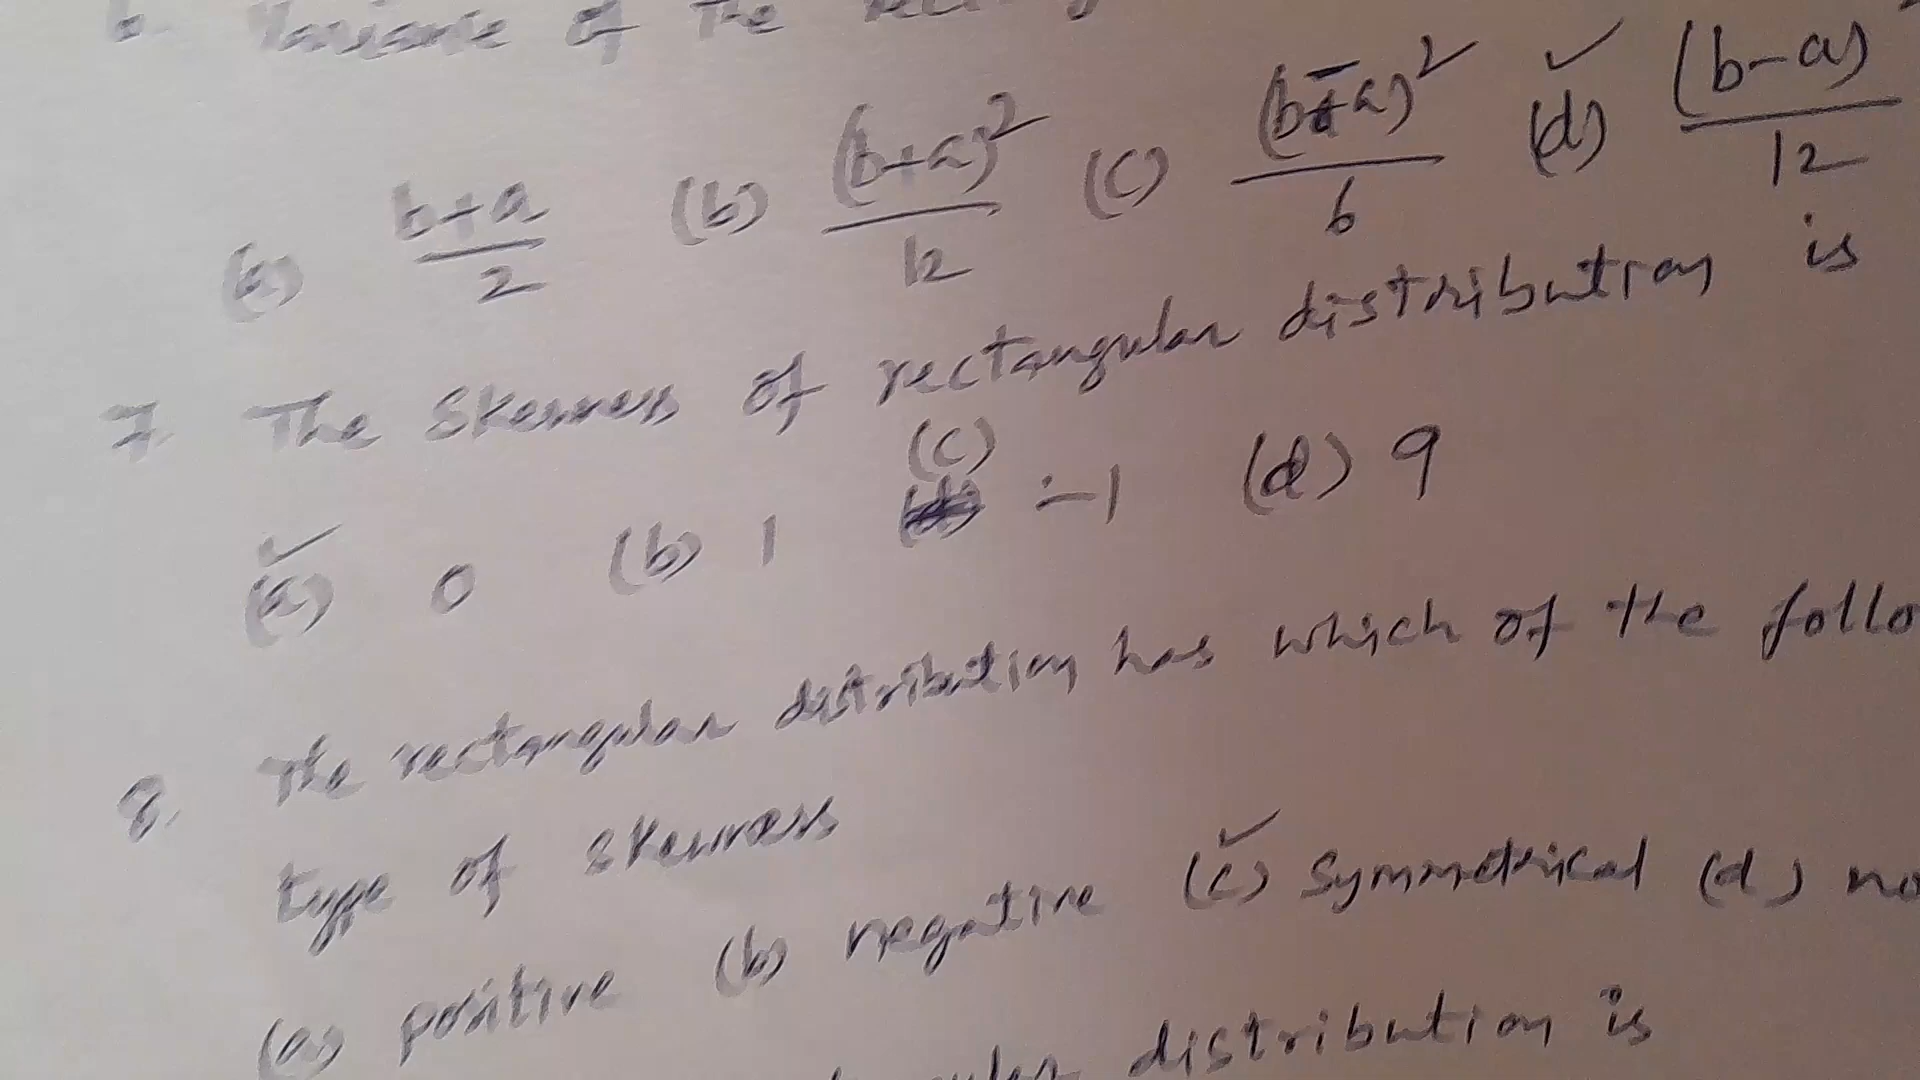 6. Variance of The
(a) b+a/2 (b) (b+a)²/12 (c) (b-a)²/6 (d) (b-a)/12
7. The Skewness of rectangular distribution is
(a) 0 (b) 1 (c) -1 (d) 9
8. The rectangular distribution has which of the follo
type of skewness
(a) positive (b) negative (c) Symmetrical (d) no
distribution is